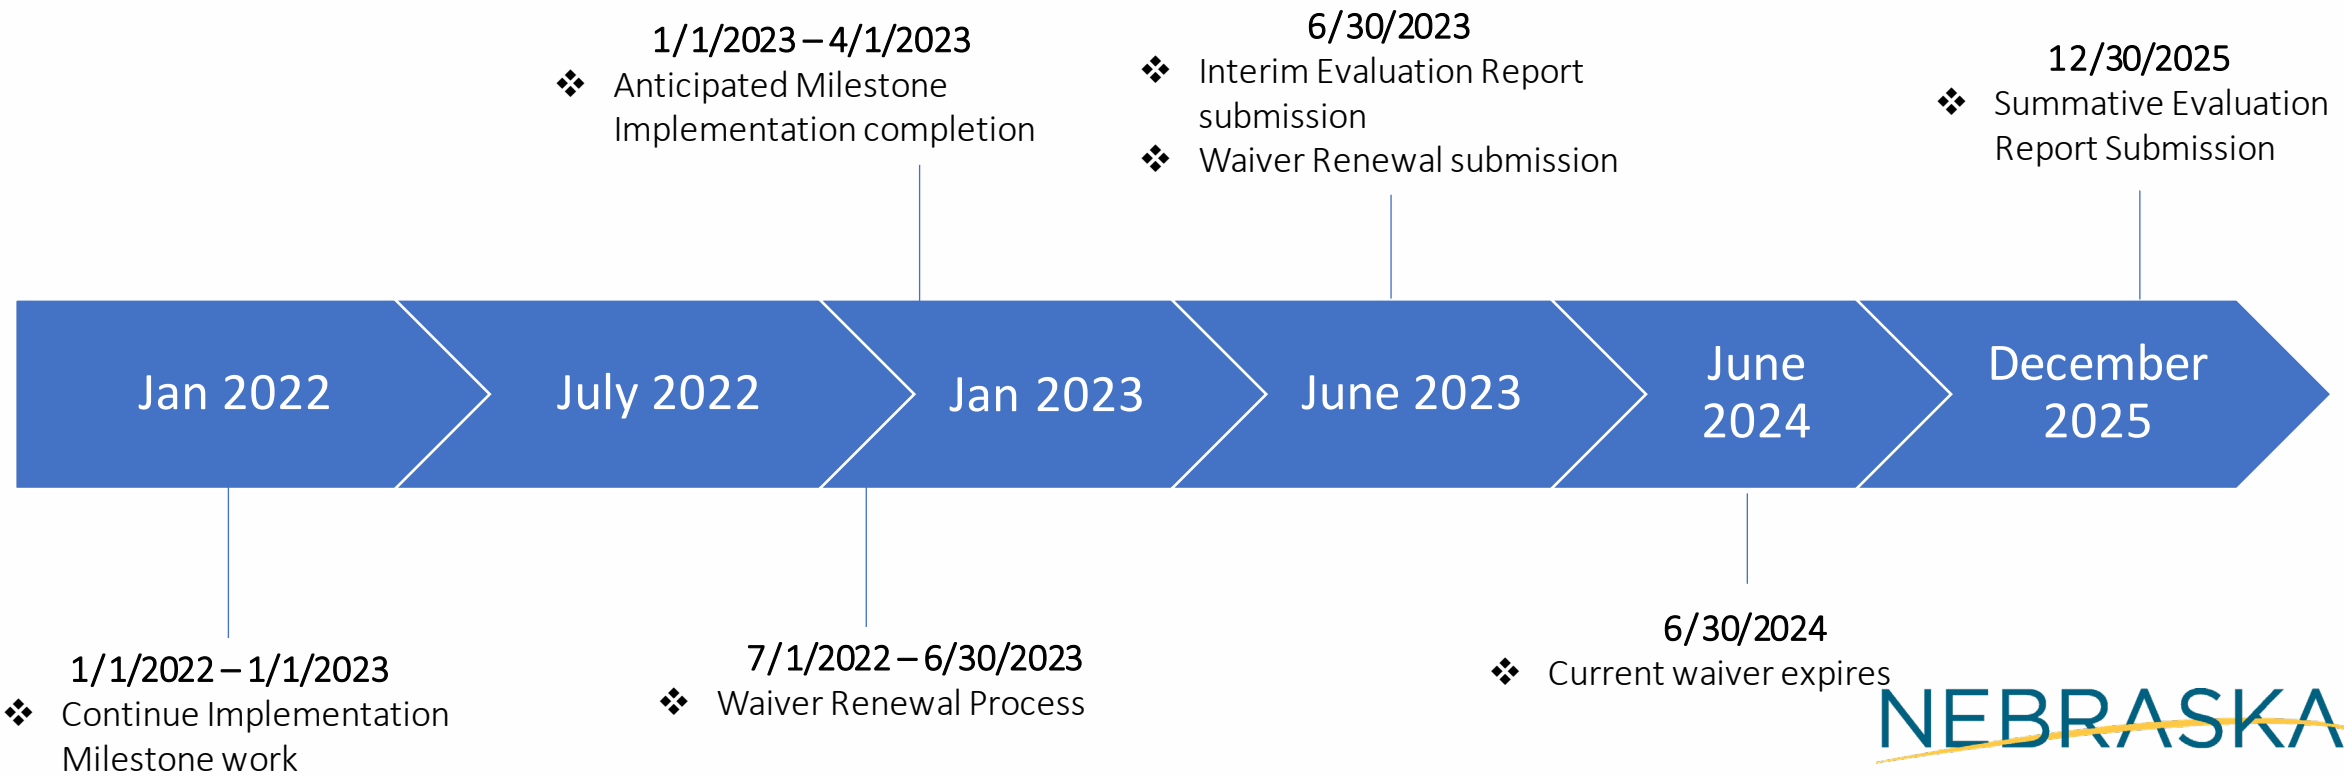 1/1/2023 – 4/1/2023
❖ Anticipated Milestone
Implementation completion
6/30/2023
❖ Interim Evaluation Report
submission
❖ Waiver Renewal submission
12/30/2025
❖ Summative Evaluation
Report Submission
Jan 2022
July 2022
Jan 2023
June 2023
June
2024
December
2025
1/1/2022 – 1/1/2023
❖ Continue Implementation
Milestone work
7/1/2022 – 6/30/2023
❖ Waiver Renewal Process
6/30/2024
❖ Current waiver expires
NEBRASKA